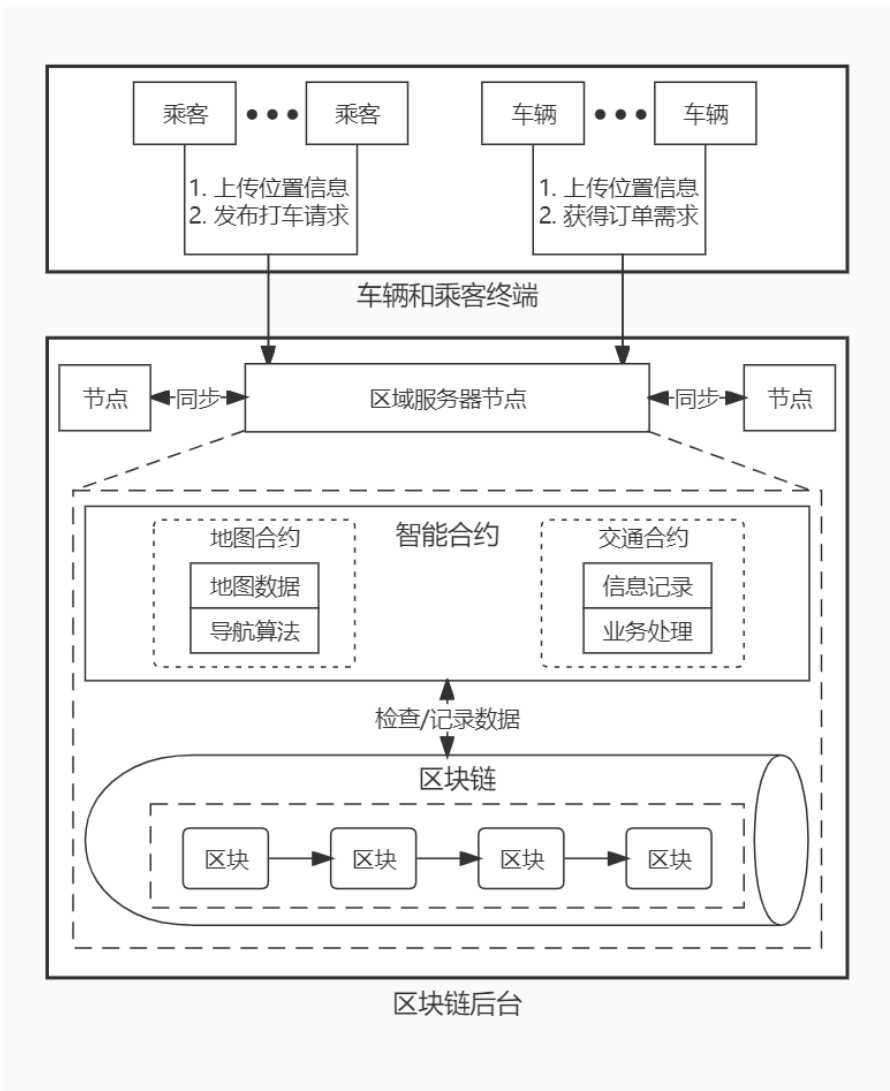 乘客
乘客
车辆
车辆
1. 上传位置信息
2. 发布打车请求
1. 上传位置信息
2. 获得订单需求
车辆和乘客终端
节点
同步
区域服务器节点
同步
节点
智能合约
地图合约
地图数据
导航算法
交通合约
信息记录
业务处理
检查/记录数据
区块链
区块
区块
区块
区块
区块链后台